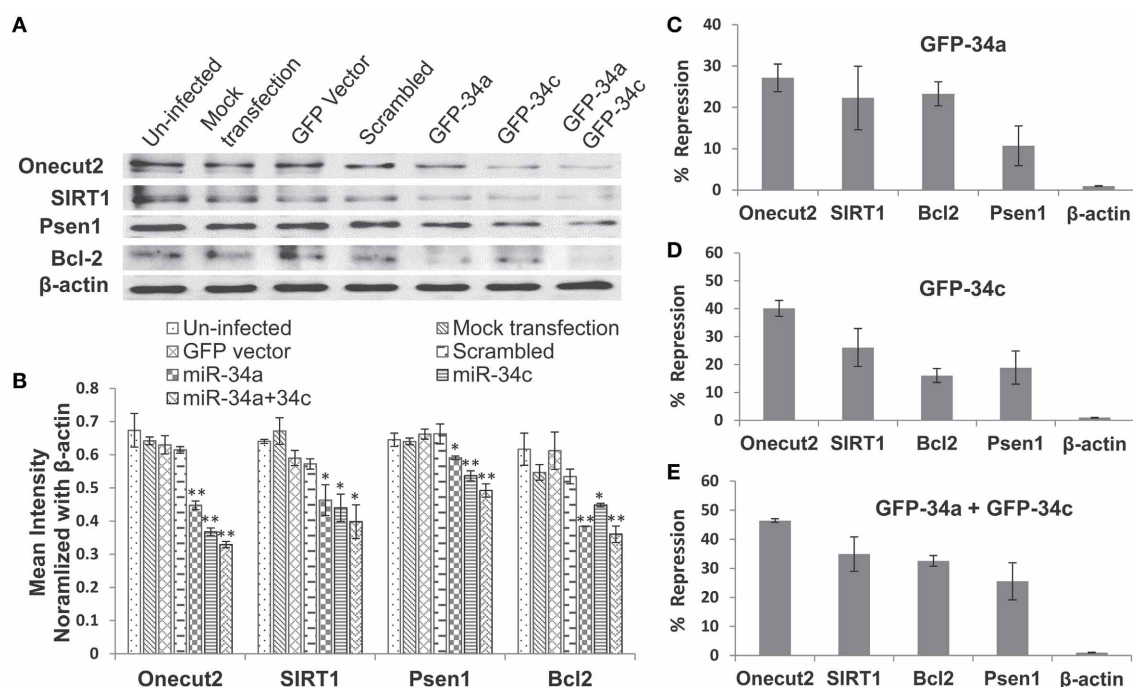 A
Un-infected
Mock
transfection
GFP Vector
Scrambled
GFP-34a
GFP-34c
GFP-34a
GFP-34c
Onecut2
SIRT1
Psen1
Bcl-2
β-actin
Un-infected
Mock transfection
GFP vector
Scrambled
miR-34a
miR-34c
miR-34a+34c
B
Mean Intensity
Noramlized with β-actin
0.8
0.7
0.6
0.5
0.4
0.3
0.2
0.1
0
**
**
**
*
*
*
*
**
**
**
*
**
Onecut2 SIRT1 Psen1 Bcl2
C
GFP-34a
% Repression
40
30
20
10
0
Onecut2 SIRT1 Bcl2 Psen1 β-actin
D
GFP-34c
% Repression
60
50
40
30
20
10
0
Onecut2 SIRT1 Bcl2 Psen1 β-actin
E
GFP-34a + GFP-34c
% Repression
60
50
40
30
20
10
0
Onecut2 SIRT1 Bcl2 Psen1 β-actin